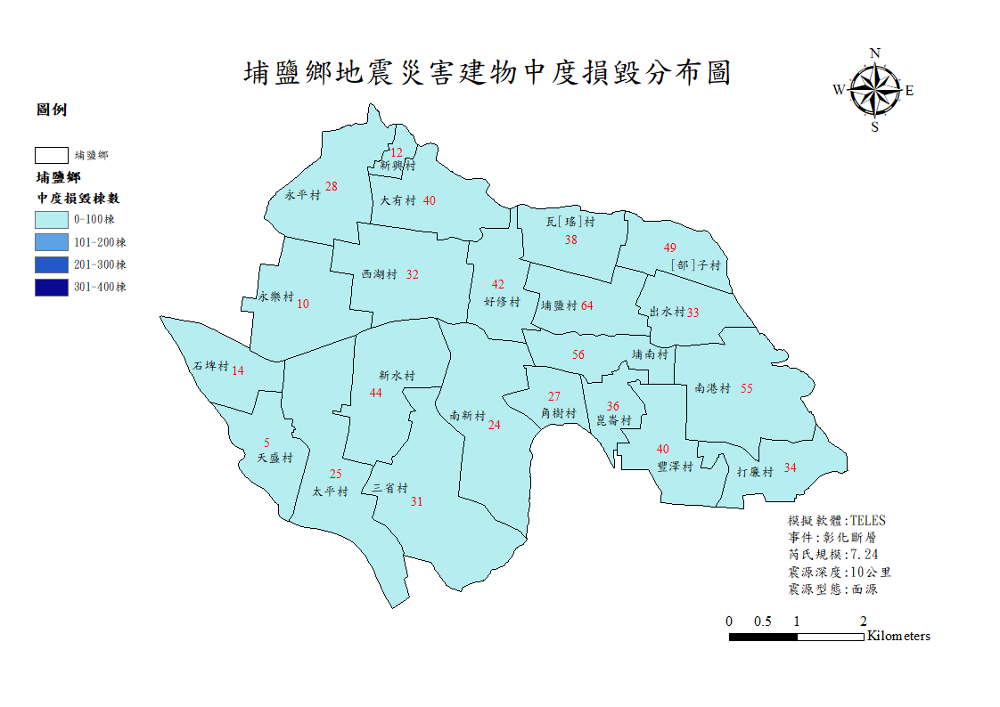 埔鹽鄉地震災害建物中度損毀分布圖
N
W E
S
圖例
埔鹽鄉
埔鹽鄉
中度損毀棟數
0-100棟
101-200棟
201-300棟
301-400棟
12
新興村
永平村 28
大有村 40
瓦[瑤]村
38
49
[部]子村
西湖村 32
42
好修村
埔鹽村 64
出水村 33
永樂村 10
56 埔南村
石埤村 14
新水村
44
南港村 55
27
角樹村
36
崑崙村
南新村 24
5
天盛村
40
豐澤村
打廉村 34
25
太平村
三省村
31
模擬軟體:TELES
事件:彰化斷層
芮氏規模:7.24
震源深度:10公里
震源型態:面源
0 0.5 1 2
Kilometers